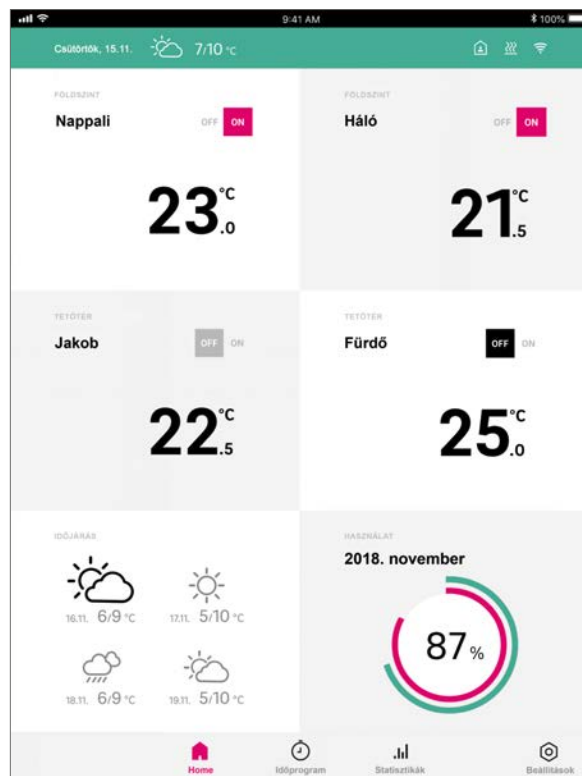 9:41 AM
100%
Csütörtök, 15.11.
7/10 °C
FÖLDSZINT
Nappali
OFF ON
23.0 °C
FÖLDSZINT
Háló
OFF ON
21.5 °C
TETŐTÉR
Jakob
OFF ON
22.5 °C
TETŐTÉR
Fürdő
OFF ON
25.0 °C
IDŐJÁRÁS
16.11. 6/9 °C
17.11. 5/10 °C
18.11. 6/9 °C
19.11. 5/10 °C
HASZNÁLAT
2018. november
87%
Home
Időprogram
Statisztikák
Beállítások